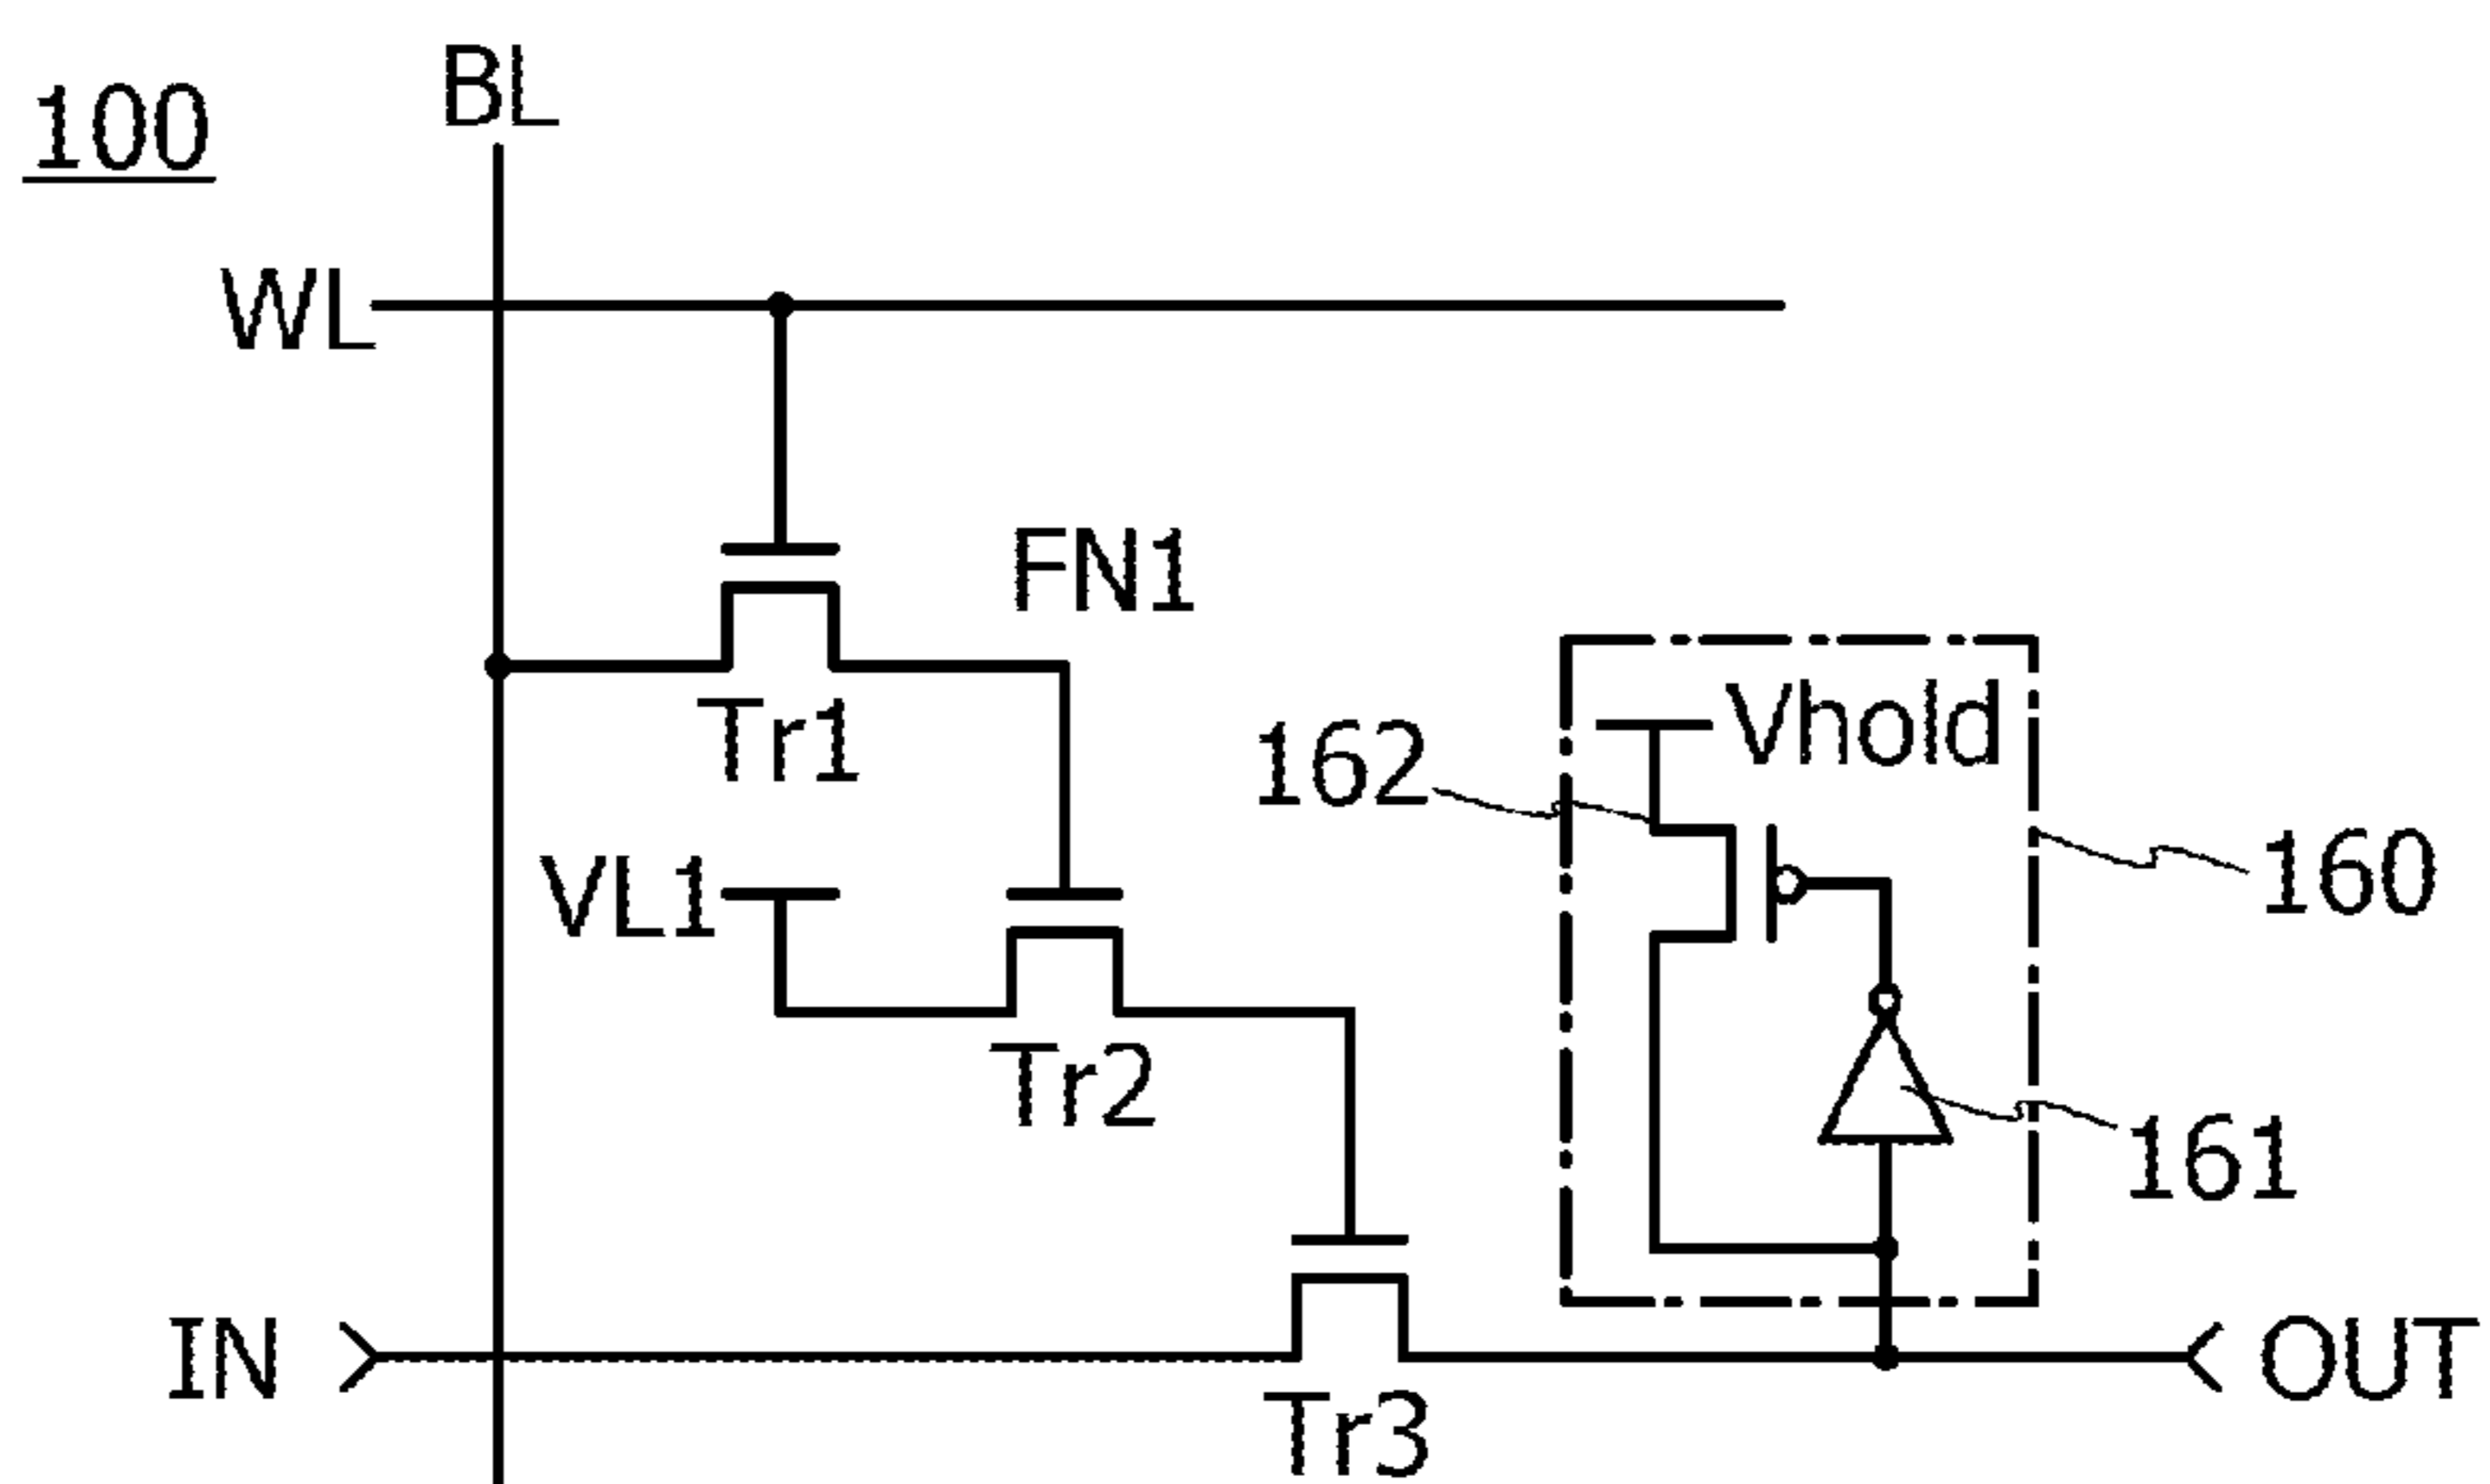 100
BL
WL
FN1
Tr1
Vhold
162
160
VL1
Tr2
161
IN
OUT
Tr3